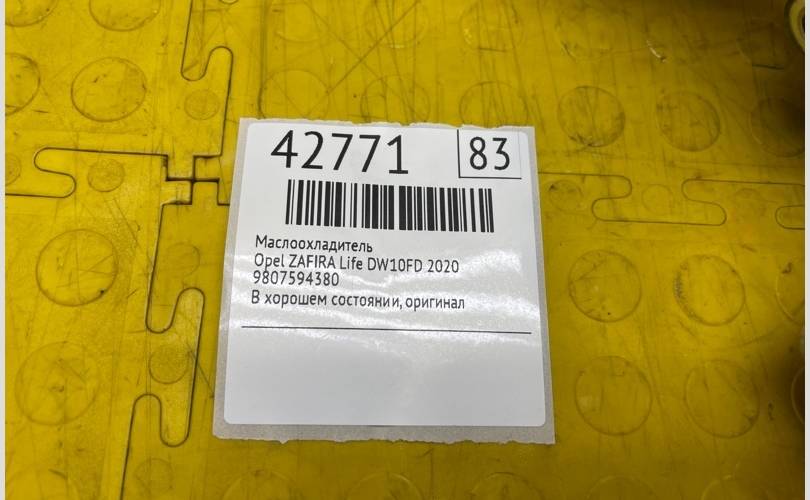 42771
83
Маслоохладитель
Opel ZAFIRA Life DW10FD 2020
9807594380
В хорошем состоянии, оригинал